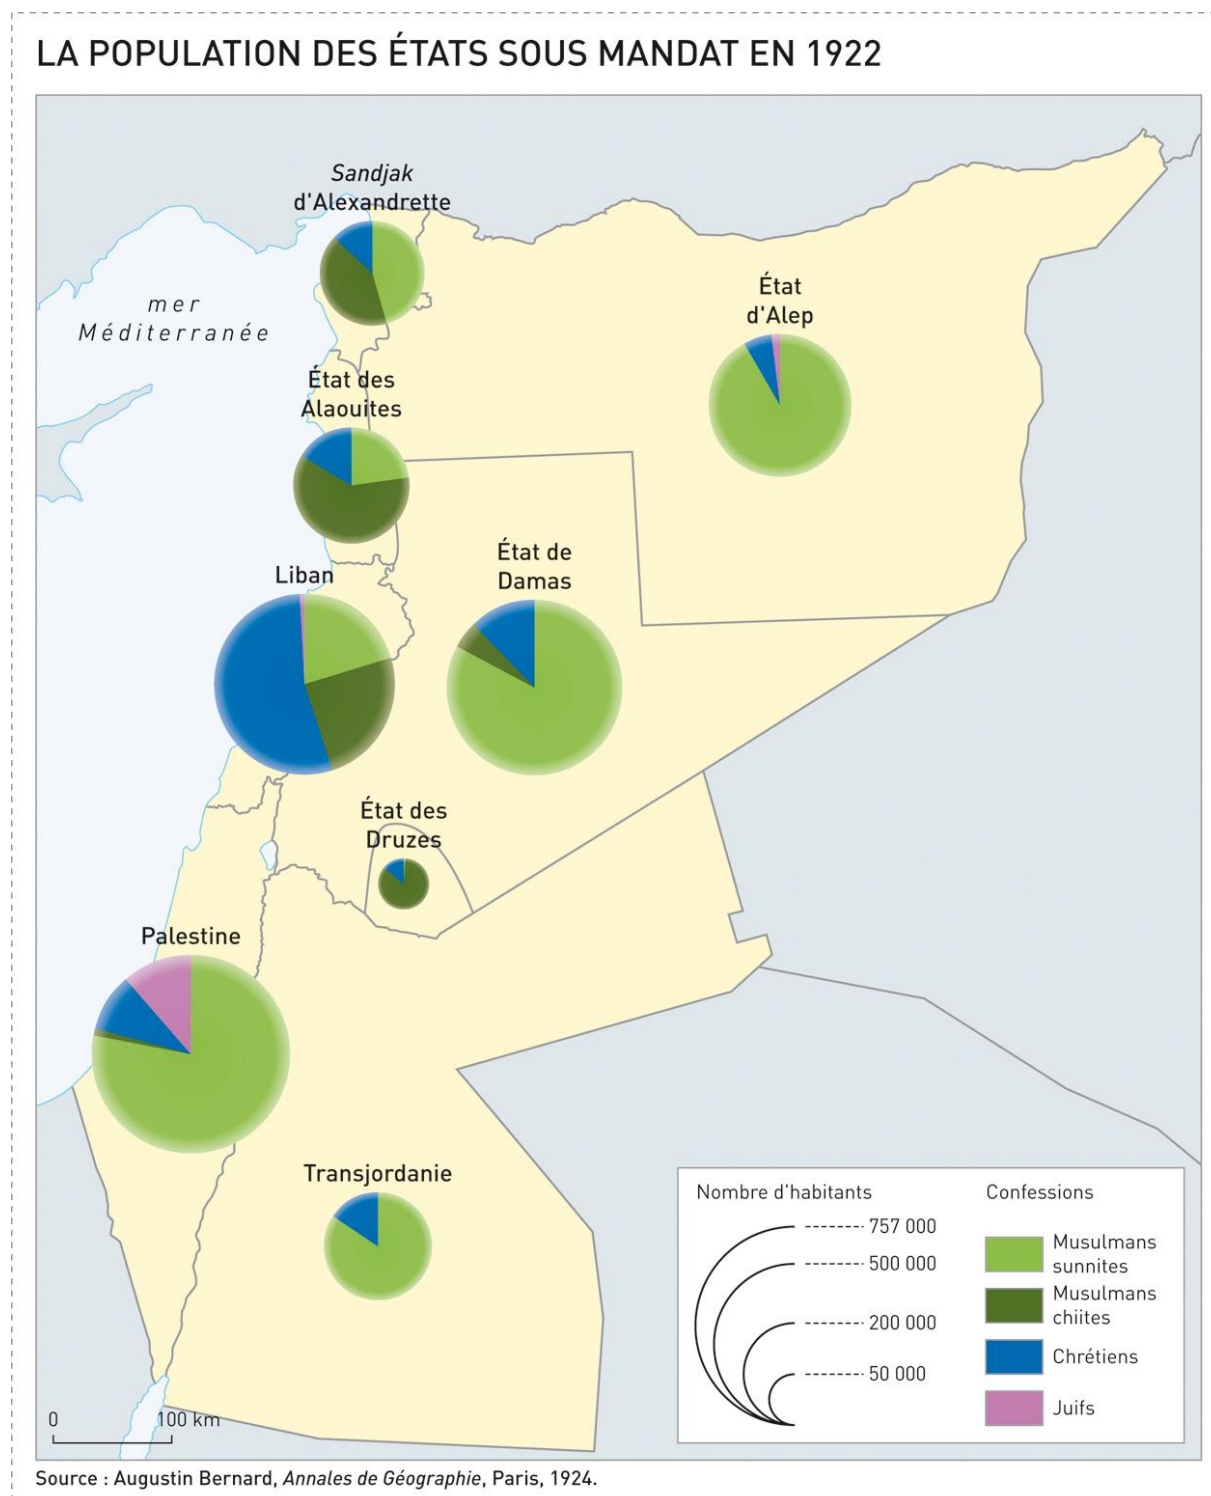 LA POPULATION DES ÉTATS SOUS MANDAT EN 1922
Sandjak
d'Alexandrette
mer
Méditerranée
État
d'Alep
État des
Alaouites
État de
Damas
Liban
État des
Druzes
Palestine
Transjordanie
Nombre d'habitants
757 000
500 000
200 000
50 000
Confessions
Musulmans
sunnites
Musulmans
chiites
Chrétiens
Juifs
0 100 km
Source : Augustin Bernard, Annales de Géographie, Paris, 1924.